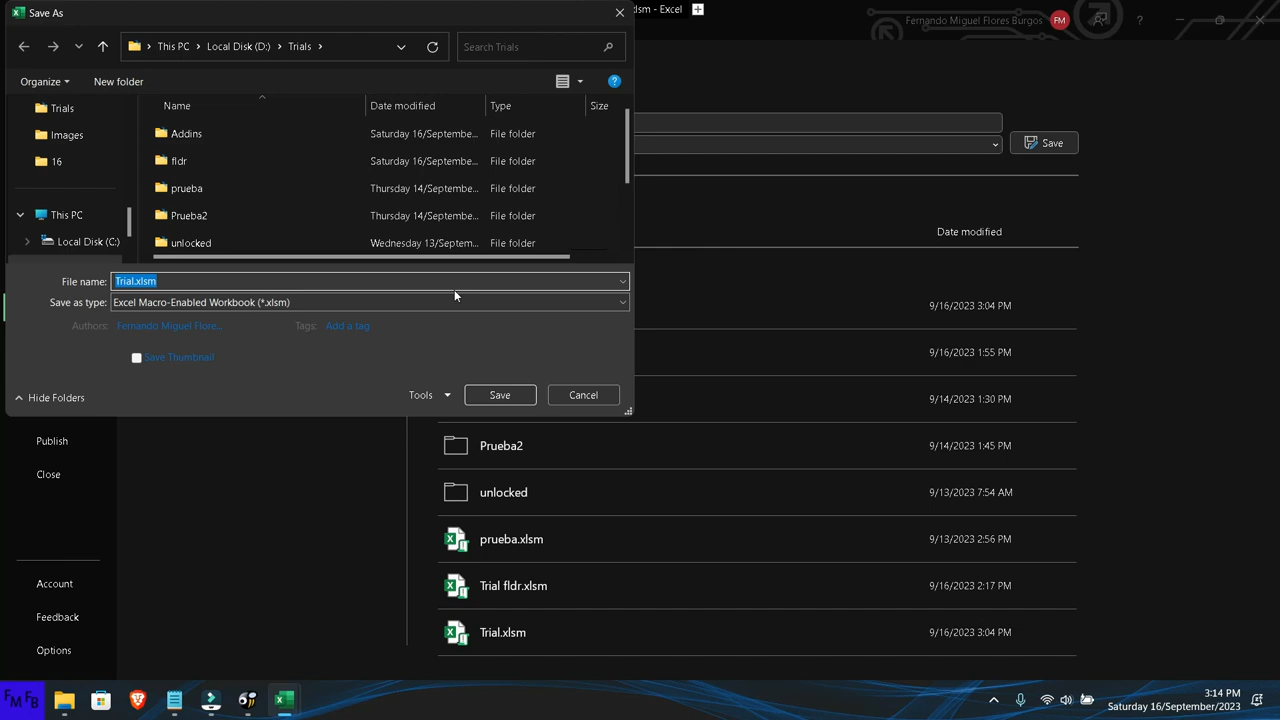 Save As
lsm - Excel
Fernando Miguel Flores Burgos
FM
?
This PC > Local Disk (D:) > Trials >
Search Trials
Organize
New folder
?
Name
Date modified
Type
Size
Trials
Images
16
This PC
Local Disk (C:)
Addins Saturday 16/Septembe... File folder
fldr Saturday 16/Septembe... File folder
prueba Thursday 14/Septembe... File folder
Prueba2 Thursday 14/Septembe... File folder
unlocked Wednesday 13/Septem... File folder
File name: Trial.xlsm
Save as type: Excel Macro-Enabled Workbook (*.xlsm)
Authors: Fernando Miguel Flore...
Tags: Add a tag
Save Thumbnail
Hide Folders
Tools
Save
Cancel
Save
Date modified
9/16/2023 3:04 PM
9/16/2023 1:55 PM
9/14/2023 1:30 PM
Prueba2 9/14/2023 1:45 PM
unlocked 9/13/2023 7:54 AM
prueba.xlsm 9/13/2023 2:56 PM
Trial fldr.xlsm 9/16/2023 2:17 PM
Trial.xlsm 9/16/2023 3:04 PM
Publish
Close
Account
Feedback
Options
FM FB
3:14 PM
Saturday 16/September/2023